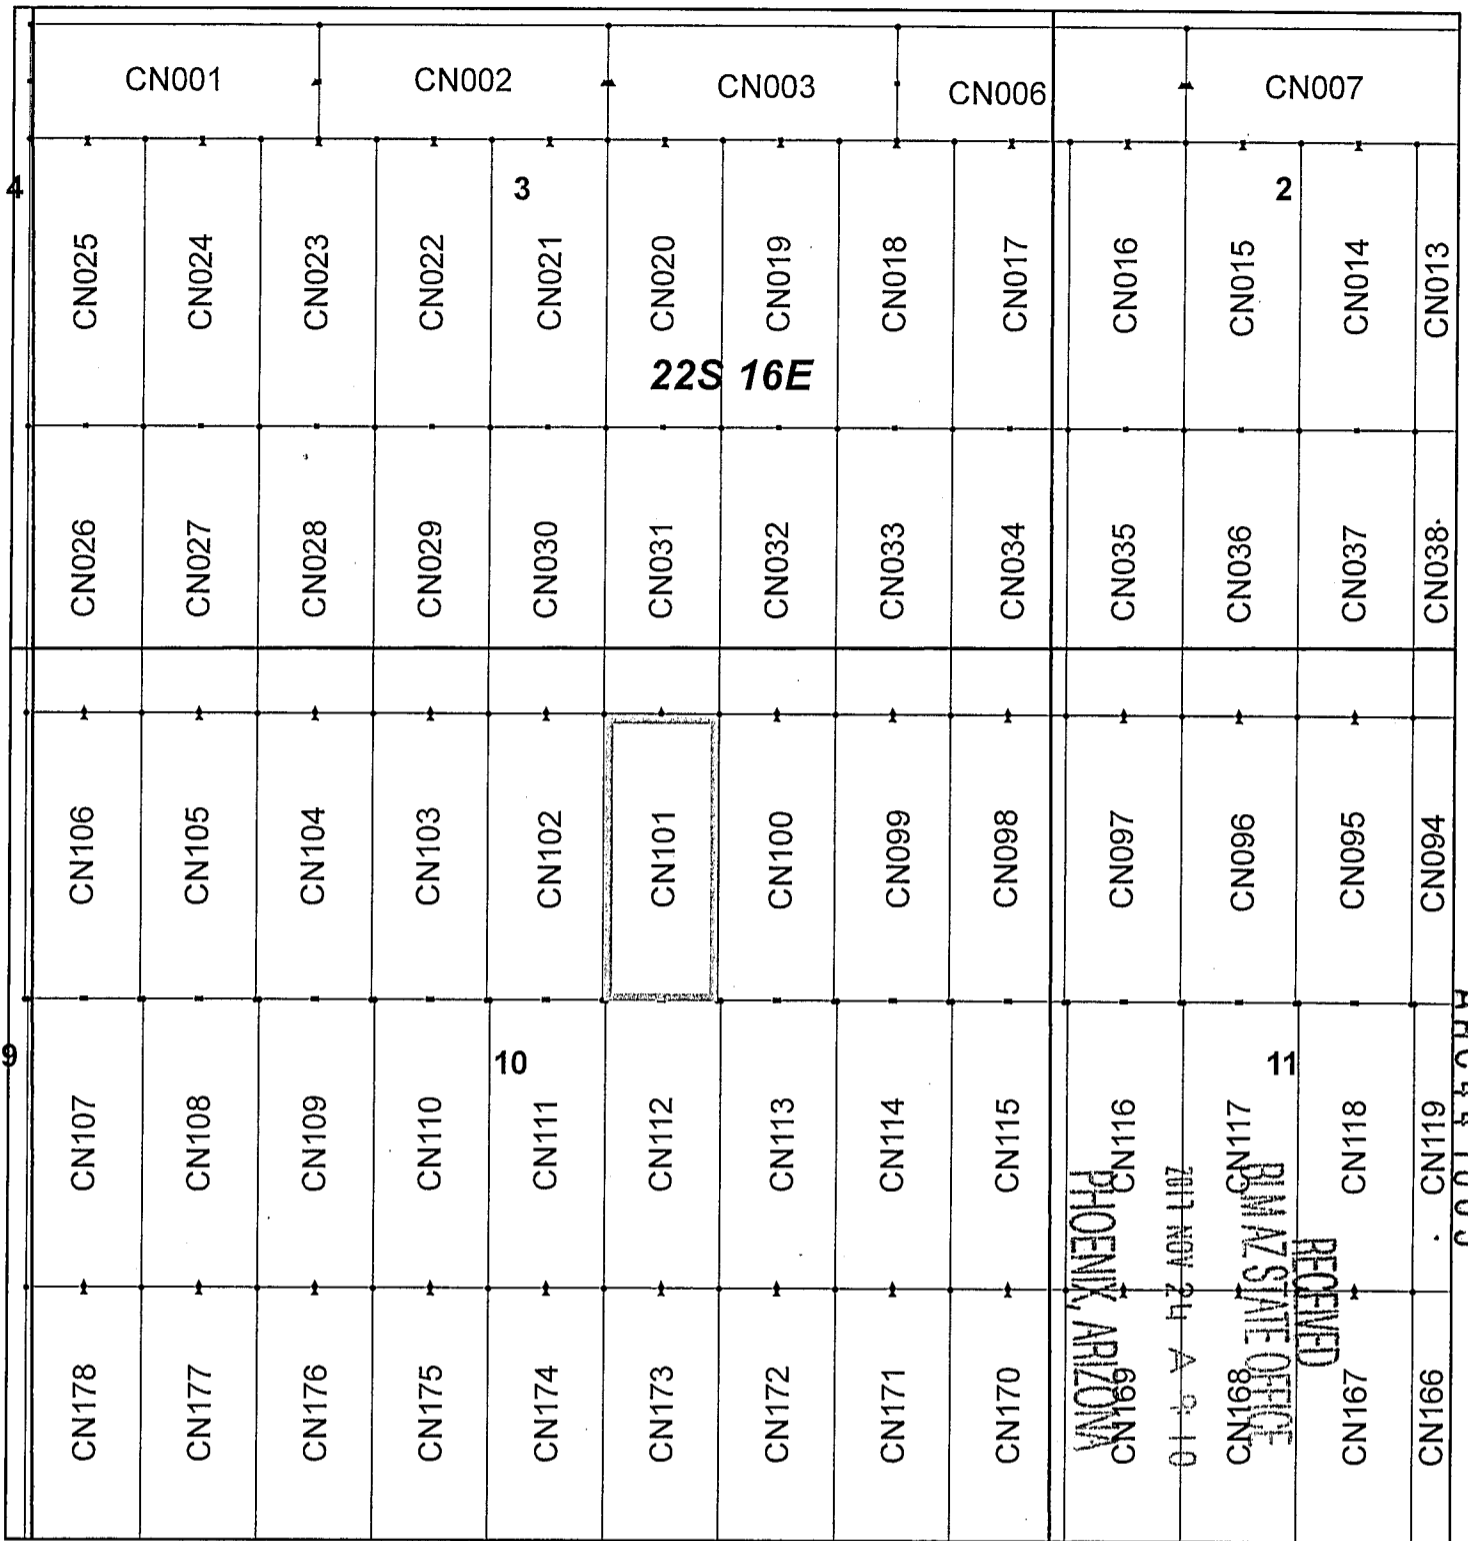 CN001 CN002 CN003 CN006 CN007
4 3 2
CN025 CN024 CN023 CN022 CN021 CN020 CN019 CN018 CN017 CN016 CN015 CN014 CN013
22S 16E
CN026 CN027 CN028 CN029 CN030 CN031 CN032 CN033 CN034 CN035 CN036 CN037 CN038
CN106 CN105 CN104 CN103 CN102 CN101 CN100 CN099 CN098 CN097 CN096 CN095 CN094
9 10 11
CN107 CN108 CN109 CN110 CN111 CN112 CN113 CN114 CN115 CN116 CN117 CN118 CN119
CN178 CN177 CN176 CN175 CN174 CN173 CN172 CN171 CN170 CN169 CN168 CN167 CN166
RECEIVED
BLM AZ STATE OFFICE
2017 NOV 24 A 9:10
PHOENIX, ARIZONA